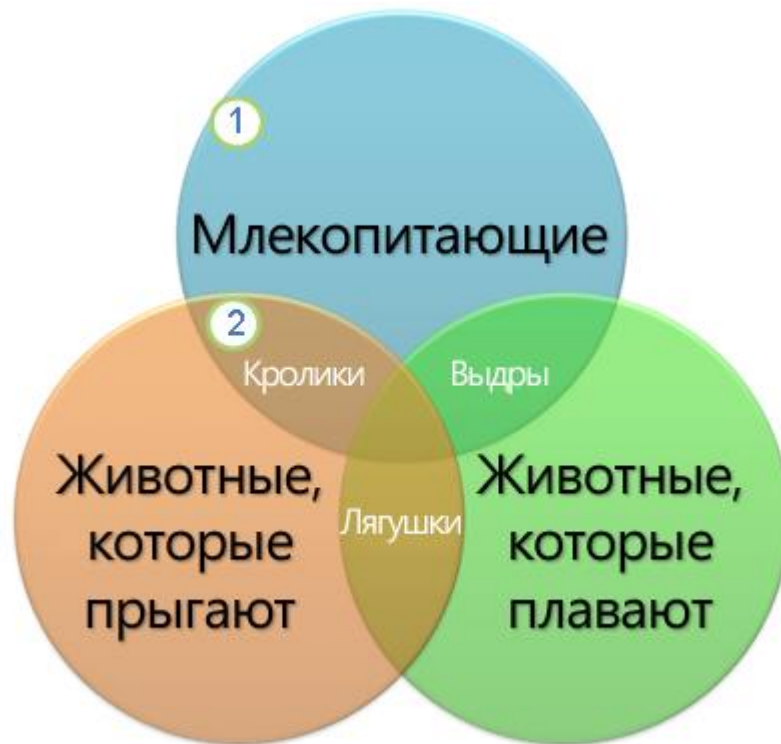 1
Млекопитающие
2
Кролики
Выдры
Животные,
которые
прыгают
Лягушки
Животные,
которые
плавают